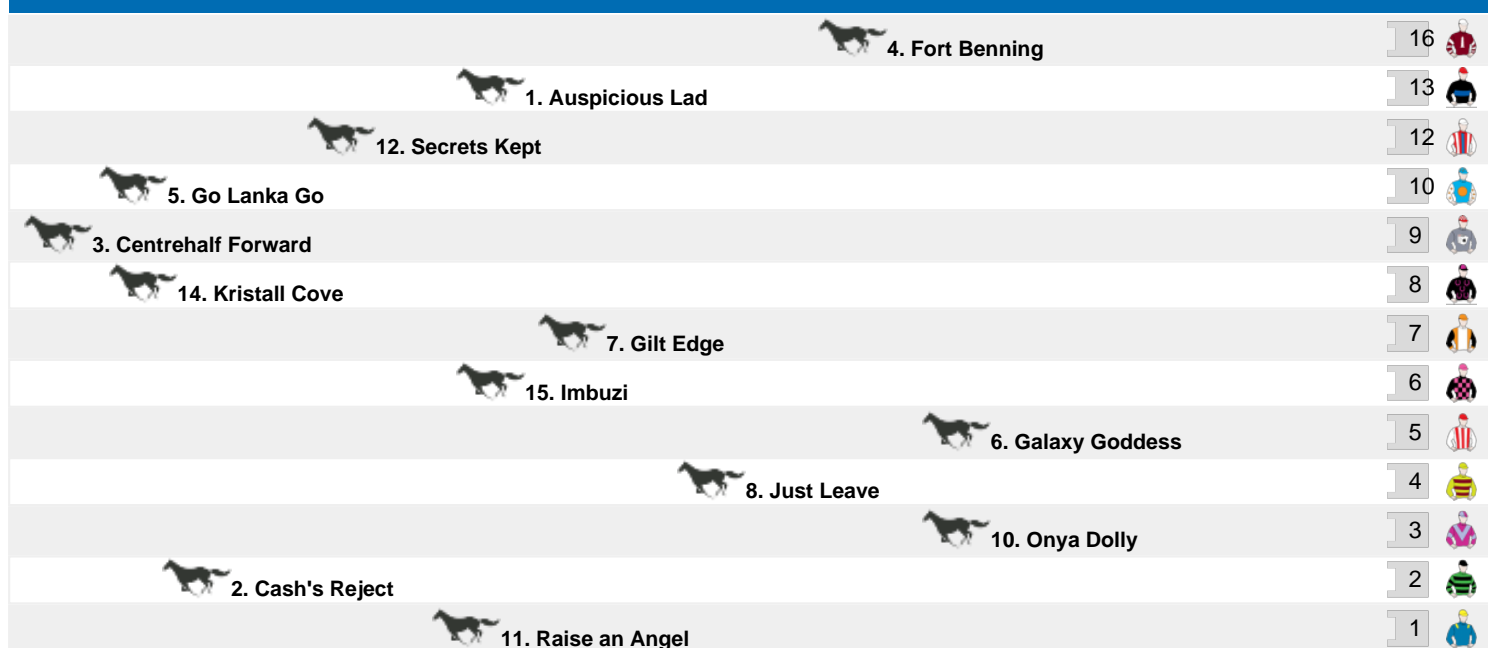 4. Fort Benning 16
1. Auspicious Lad 13
12. Secrets Kept 12
5. Go Lanka Go 10
3. Centrehalf Forward 9
14. Kristall Cove 8
7. Gilt Edge 7
15. Imbuzi 6
6. Galaxy Goddess 5
8. Just Leave 4
10. Onya Dolly 3
2. Cash's Reject 2
11. Raise an Angel 1